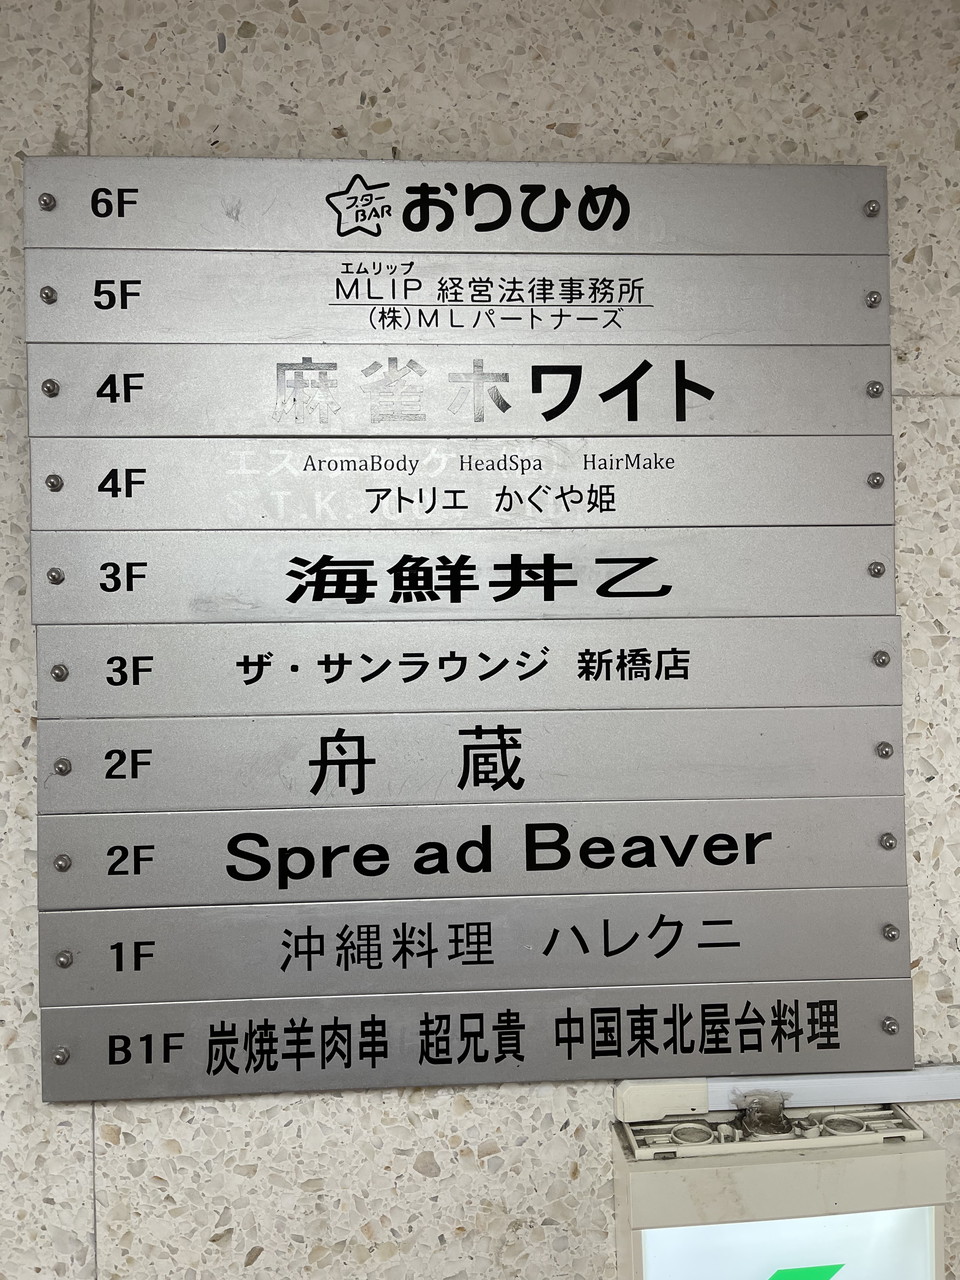 6F スターBAR おりひめ
5F エムリップ
MLIP 経営法律事務所
(株)MLパートナーズ
4F 麻雀ホワイト
4F AromaBody HeadSpa HairMake
アトリエ かぐや姫
3F 海鮮丼 乙
3F ザ・サンラウンジ 新橋店
2F 舟 蔵
2F Spre ad Beaver
1F 沖縄料理 ハレクニ
B1F 炭焼羊肉串 超兄貴 中国東北屋台料理